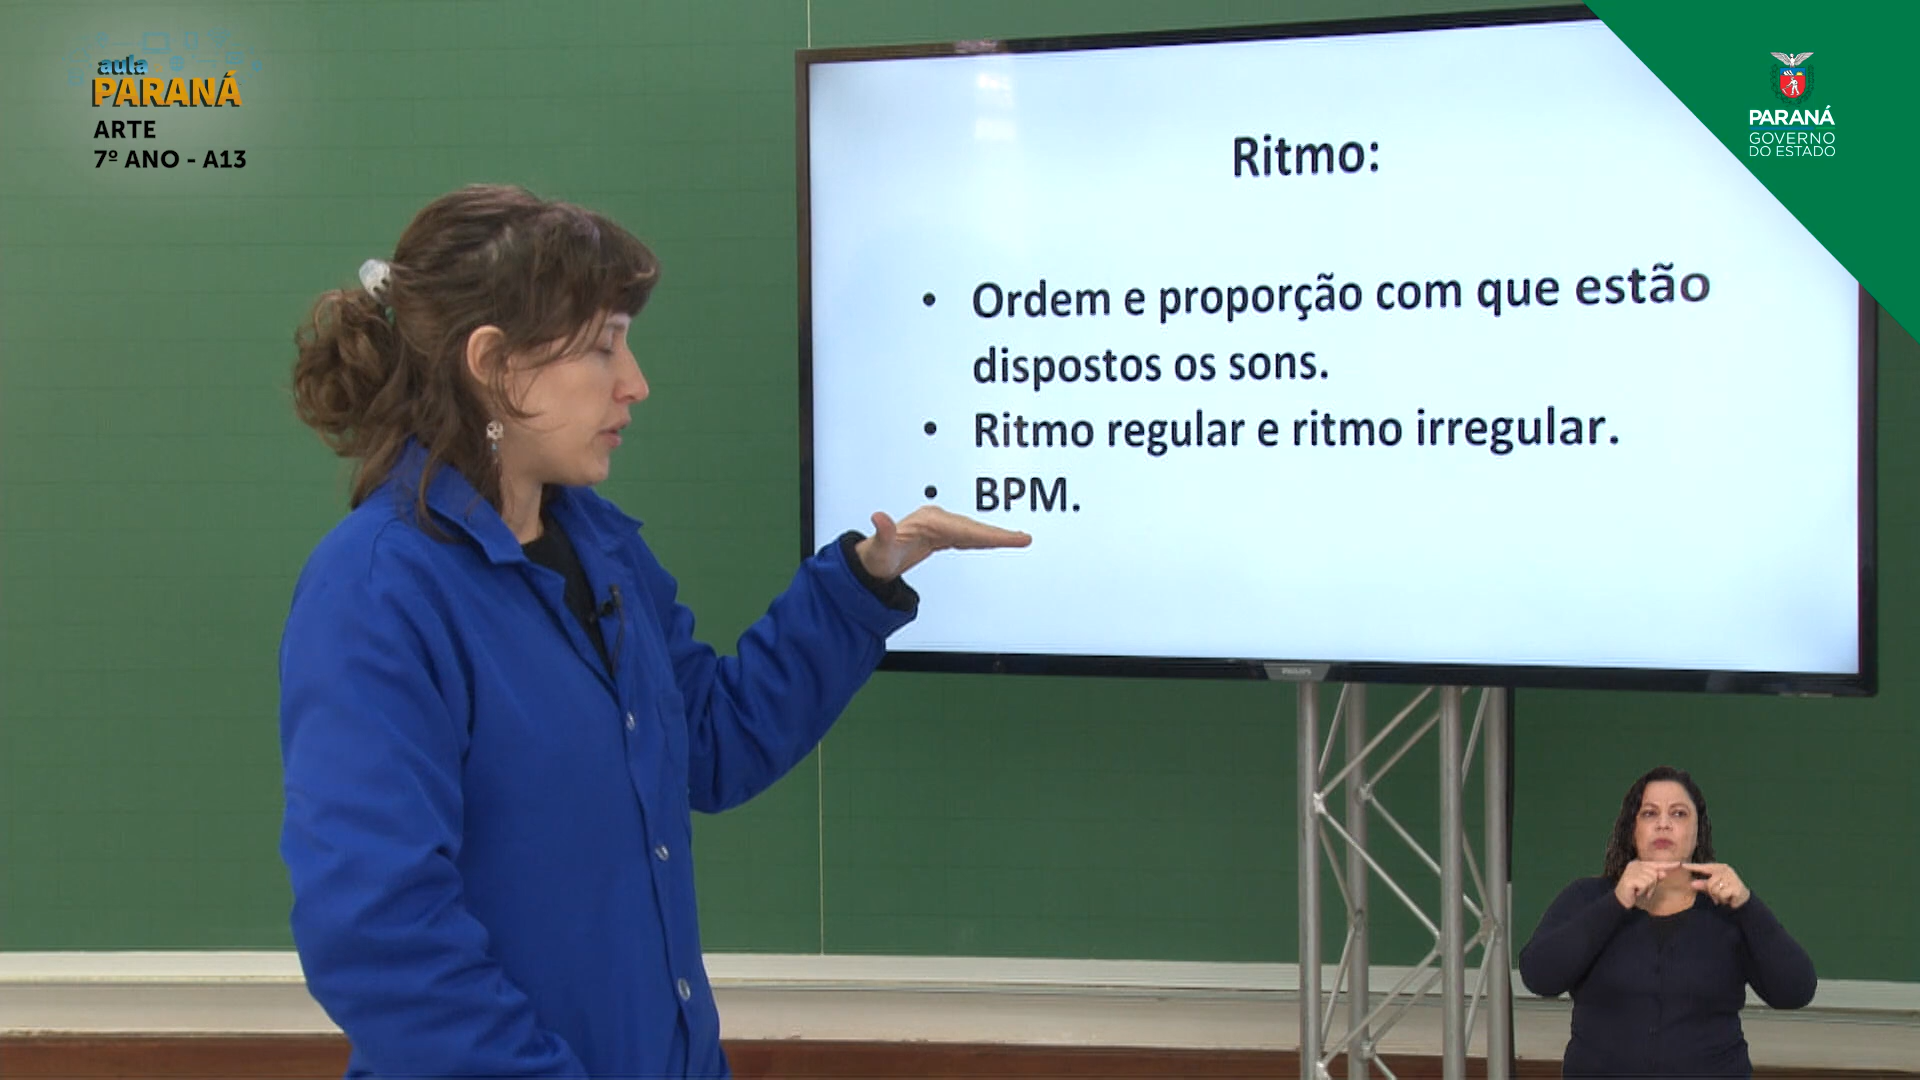 aula
PARANÁ
ARTE
7º ANO - A13
PARANÁ
GOVERNO
DO ESTADO
Ritmo:
• Ordem e proporção com que estão
dispostos os sons.
• Ritmo regular e ritmo irregular.
• BPM.
PHILIPS